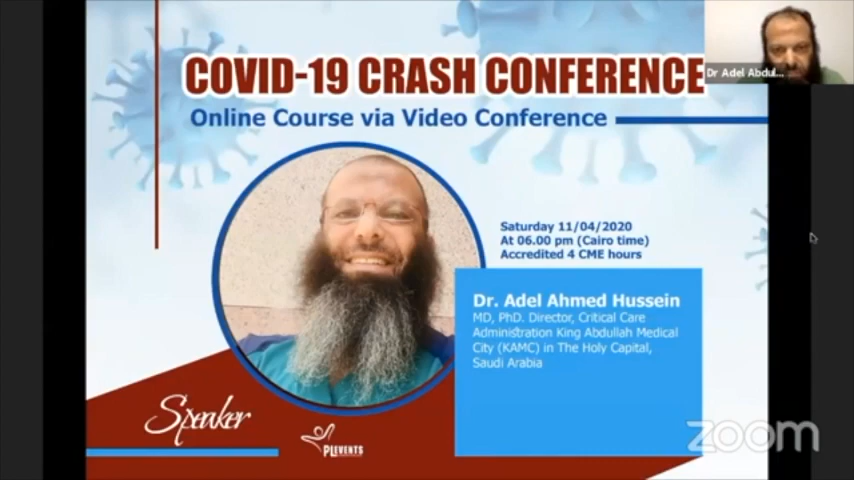 COVID-19 CRASH CONFERENCE
Dr Adel Abdul...
Online Course via Video Conference
Saturday 11/04/2020
At 06.00 pm (Cairo time)
Accredited 4 CME hours
Dr. Adel Ahmed Hussein
MD, PhD. Director, Critical Care
Administration King Abdullah Medical
City (KAMC) in The Holy Capital,
Saudi Arabia
Speaker
PLEVENTS
zoom